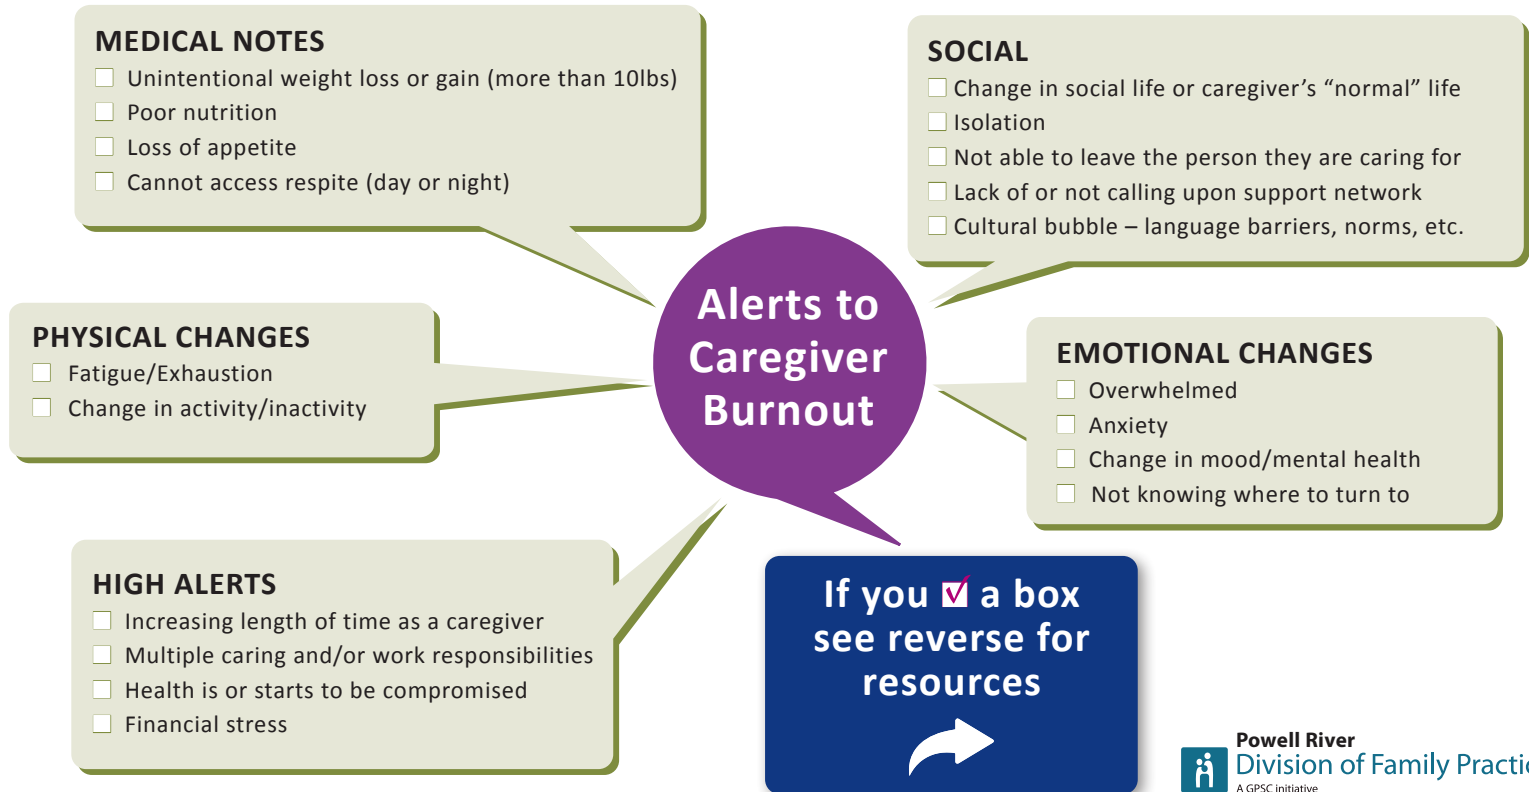 MEDICAL NOTES
Unintentional weight loss or gain (more than 10lbs)
Poor nutrition
Loss of appetite
Cannot access respite (day or night)
SOCIAL
Change in social life or caregiver’s “normal” life
Isolation
Not able to leave the person they are caring for
Lack of or not calling upon support network
Cultural bubble – language barriers, norms, etc.
Alerts to
Caregiver
Burnout
PHYSICAL CHANGES
Fatigue/Exhaustion
Change in activity/inactivity
EMOTIONAL CHANGES
Overwhelmed
Anxiety
Change in mood/mental health
Not knowing where to turn to
HIGH ALERTS
Increasing length of time as a caregiver
Multiple caring and/or work responsibilities
Health is or starts to be compromised
Financial stress
If you ☑ a box
see reverse for
resources
Powell River
Division of Family Practi
A GPSC initiative